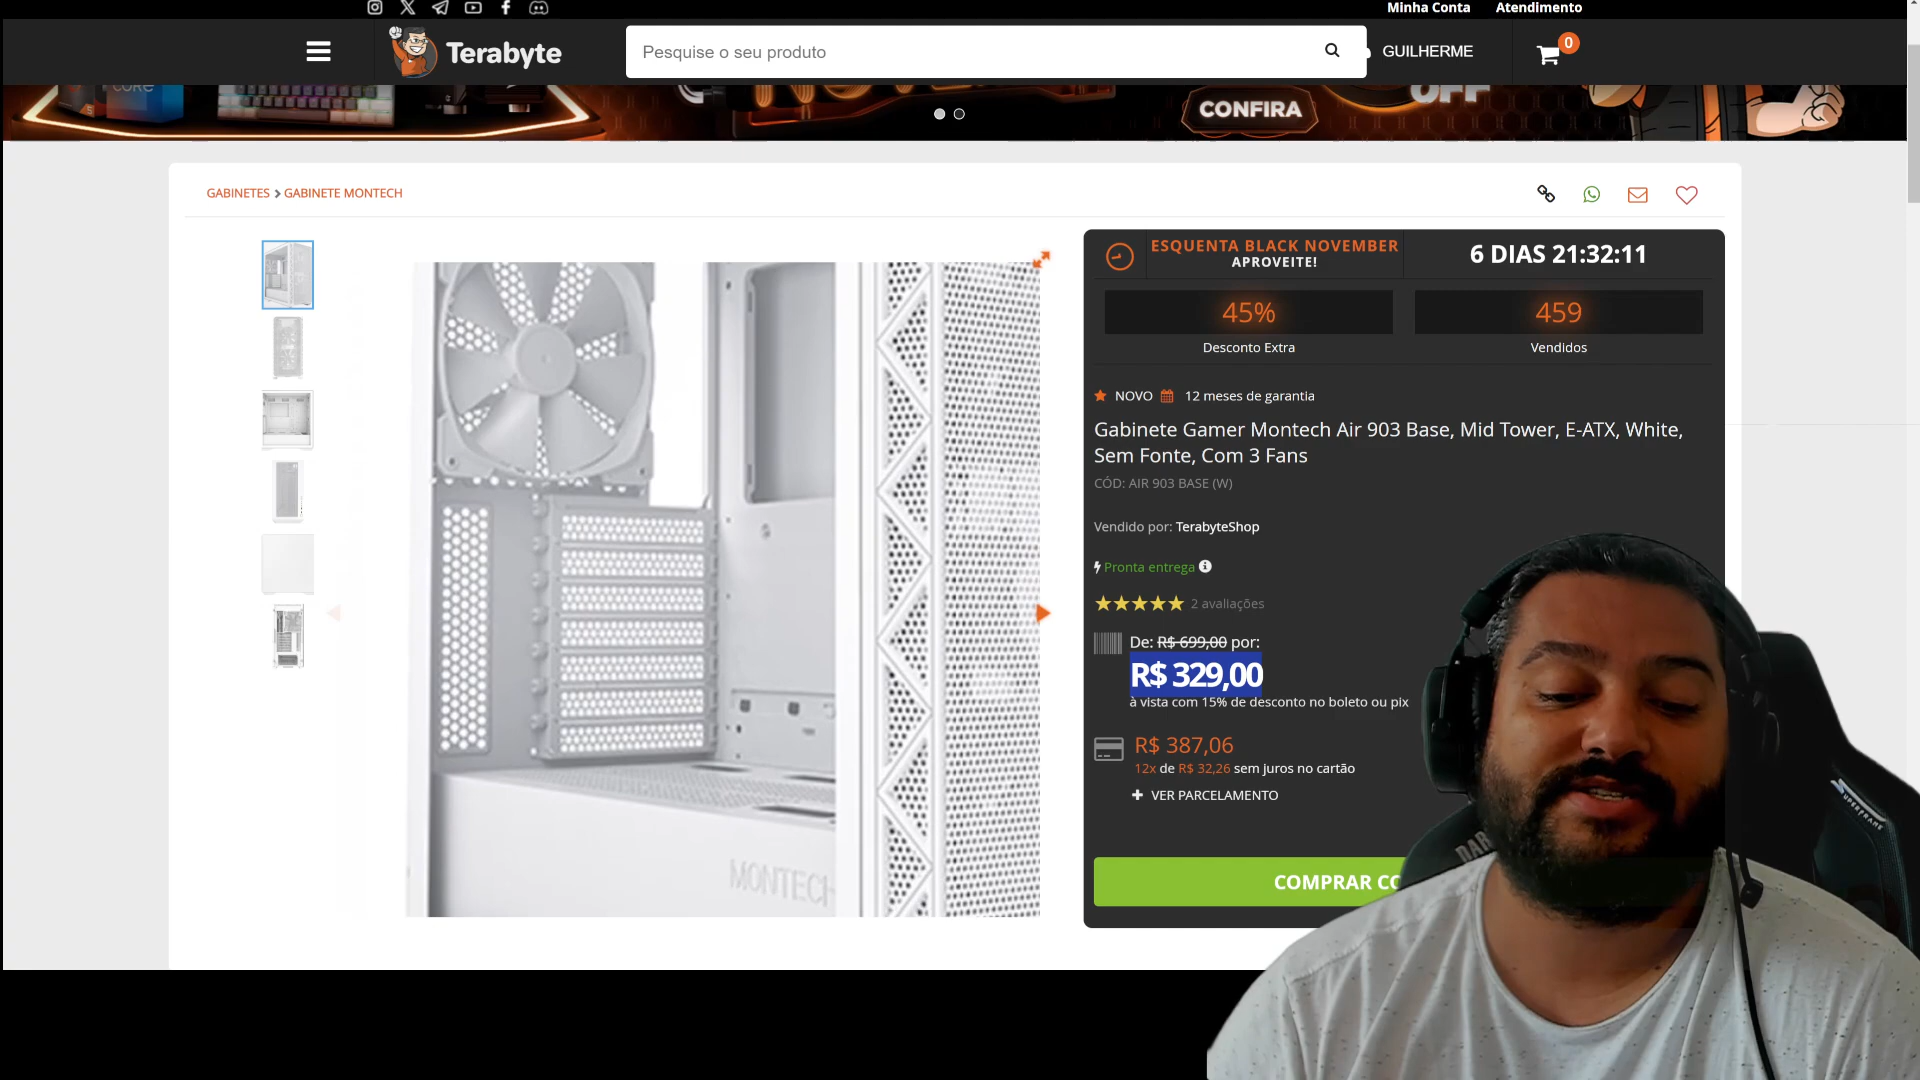 Minha Conta
Atendimento
Terabyte
Pesquise o seu produto
GUILHERME
0
CORE
CONFIRA
OFF
GABINETES > GABINETE MONTECH
ESQUENTA BLACK NOVEMBER
APROVEITE!
6 DIAS 21:32:11
45%
Desconto Extra
459
Vendidos
NOVO
12 meses de garantia
Gabinete Gamer Montech Air 903 Base, Mid Tower, E-ATX, White,
Sem Fonte, Com 3 Fans
CÓD: AIR 903 BASE (W)
Vendido por: TerabyteShop
Pronta entrega
2 avaliações
De: R$ 699,00 por:
R$ 329,00
à vista com 15% de desconto no boleto ou pix
R$ 387,06
12x de R$ 32,26 sem juros no cartão
+ VER PARCELAMENTO
COMPRAR
MONTECH
SUPERFRAME